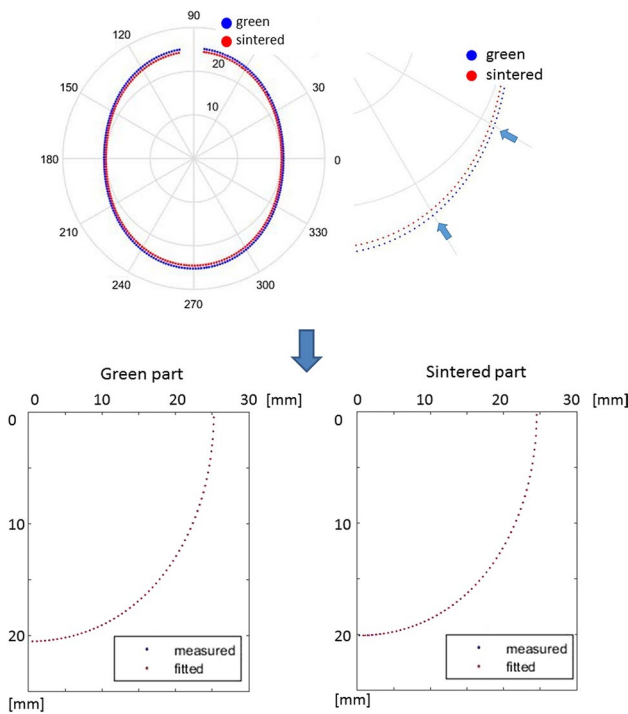 90
green
sintered
120
20
150
30
10
180
0
210
330
240
300
270
green
sintered
Green part
0 10 20 30 [mm]
0
10
20
measured
fitted
[mm]
Sintered part
0 10 20 30 [mm]
0
10
20
measured
fitted
[mm]